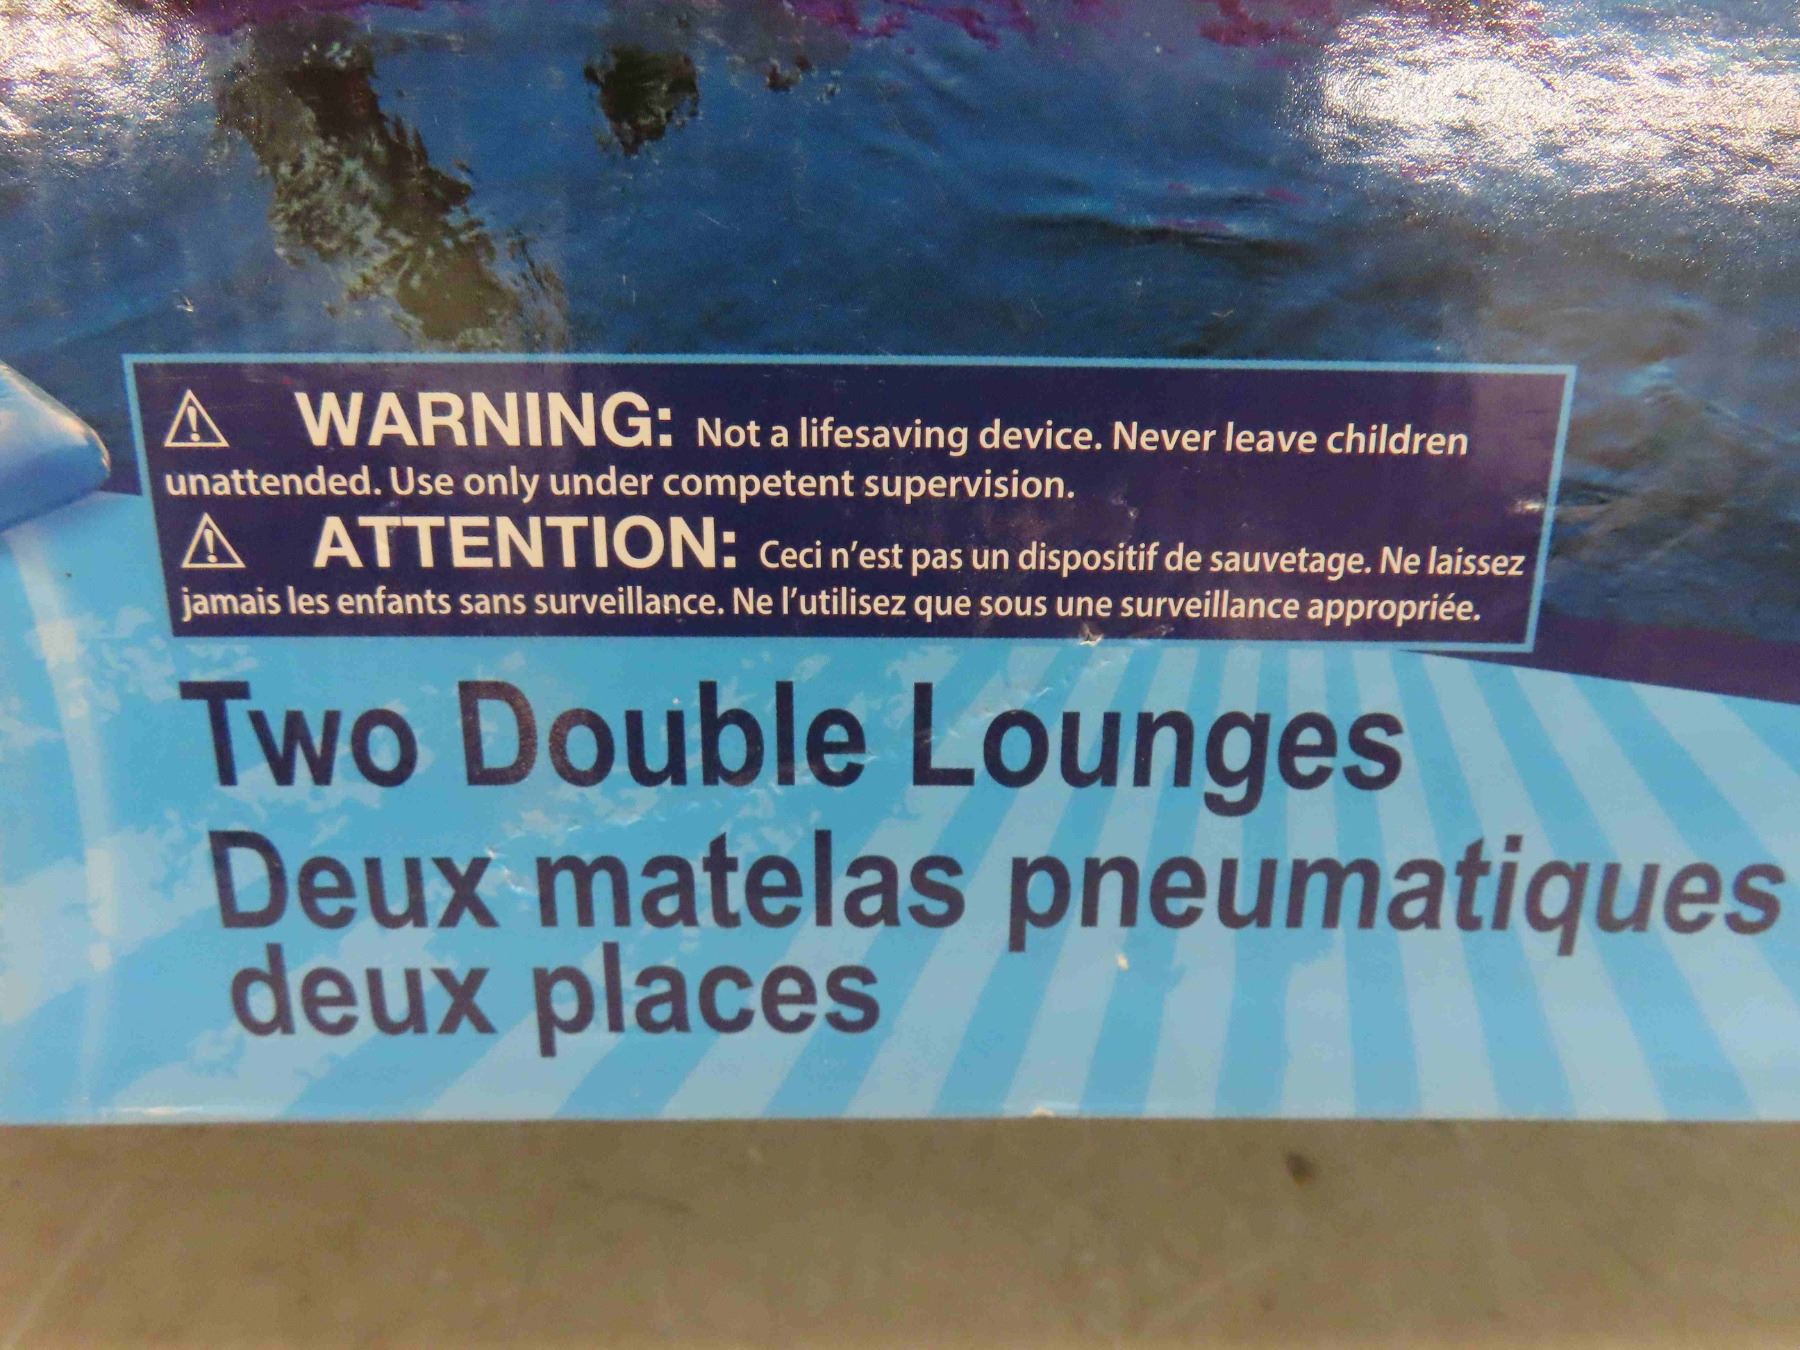 ⚠ WARNING: Not a lifesaving device. Never leave children
unattended. Use only under competent supervision.
⚠ ATTENTION: Ceci n'est pas un dispositif de sauvetage. Ne laissez
jamais les enfants sans surveillance. Ne l'utilisez que sous une surveillance appropriée.
Two Double Lounges
Deux matelas pneumatiques
deux places